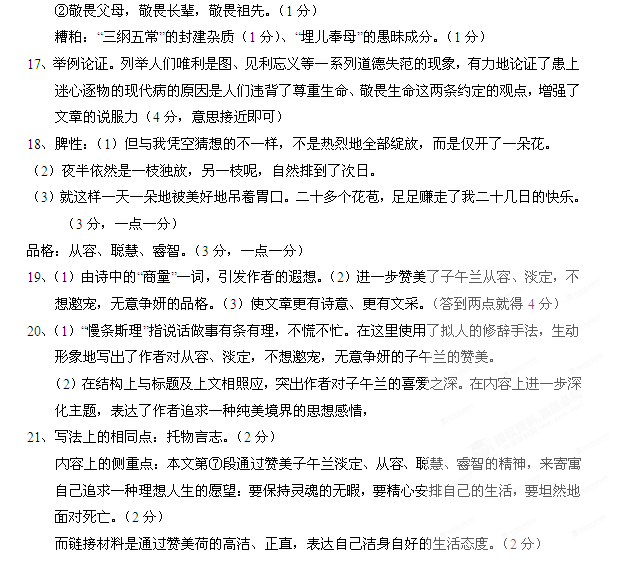 ②敬畏父母，敬畏长辈，敬畏祖先。（1分）
糟粕：“三纲五常”的封建杂质（1分）、“埋儿奉母”的愚昧成分。（1分）
17、举例论证。列举人们唯利是图、见利忘义等一系列道德失范的现象，有力地论证了患上
迷心逐物的现代病的原因是人们违背了尊重生命、敬畏生命这两条约定的观点，增强了
文章的说服力（4分，意思接近即可）
18、脾性：（1）但与我凭空猜想的不一样，不是热烈地全部绽放，而是仅开了一朵花。
（2）夜半依然是一枝独放，另一枝呢，自然排到了次日。
（3）就这样一天一朵地被美好地吊着胃口。二十多个花苞，足足赚走了我二十几日的快乐。
（3分，一点一分）
品格：从容、聪慧、睿智。（3分，一点一分）
19、（1）由诗中的“商量”一词，引发作者的遐想。（2）进一步赞美了子午兰从容、淡定，不
想邀宠，无意争妍的品格。（3）使文章更有诗意、更有文采。（答到两点就得4分）
20、（1）“慢条斯理”指说话做事有条有理，不慌不忙。在这里使用了拟人的修辞手法，生动
形象地写出了作者对从容、淡定，不想邀宠，无意争妍的子午兰的赞美。
（2）在结构上与标题及上文相照应，突出作者对子午兰的喜爱之深。在内容上进一步深
化主题，表达了作者追求一种纯美境界的思想感情，
21、写法上的相同点：托物言志。（2分）
内容上的侧重点：本文第⑦段通过赞美子午兰淡定、从容、聪慧、睿智的精神，来寄寓
自己追求一种理想人生的愿望：要保持灵魂的无暇，要精心安排自己的生活，要坦然地
面对死亡。（2分）
而链接材料是通过赞美荷的高洁、正直，表达自己洁身自好的生活态度。（2分）